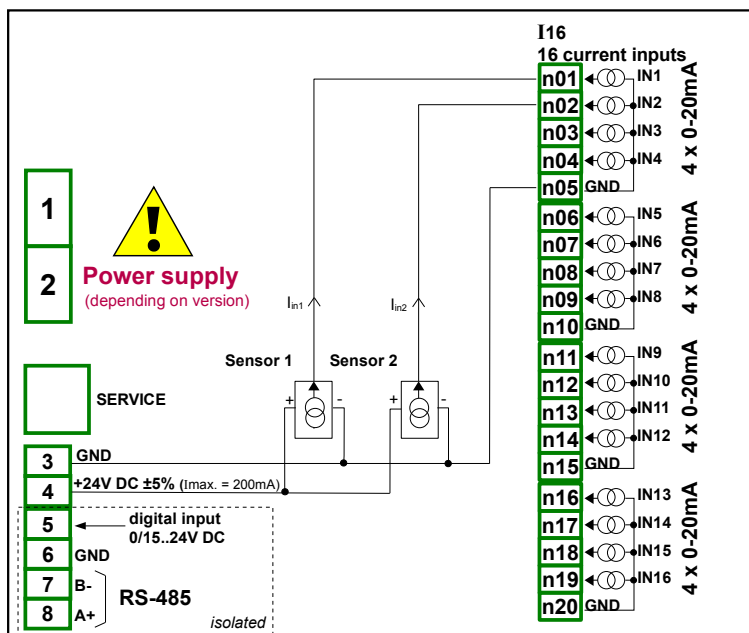 I16
16 current inputs
n01 IN1
n02 IN2
n03 IN3
n04 IN4
n05 GND
4 x 0-20mA
n06 IN5
n07 IN6
n08 IN7
n09 IN8
n10 GND
4 x 0-20mA
n11 IN9
n12 IN10
n13 IN11
n14 IN12
n15 GND
4 x 0-20mA
n16 IN13
n17 IN14
n18 IN15
n19 IN16
n20 GND
4 x 0-20mA
1
2
!
Power supply
(depending on version)
Iin1
Iin2
Sensor 1
Sensor 2
+ -
+ -
SERVICE
3 GND
4 +24V DC ±5% (Imax. = 200mA)
5 digital input
0/15..24V DC
6 GND
7 B-
8 A+
RS-485
isolated